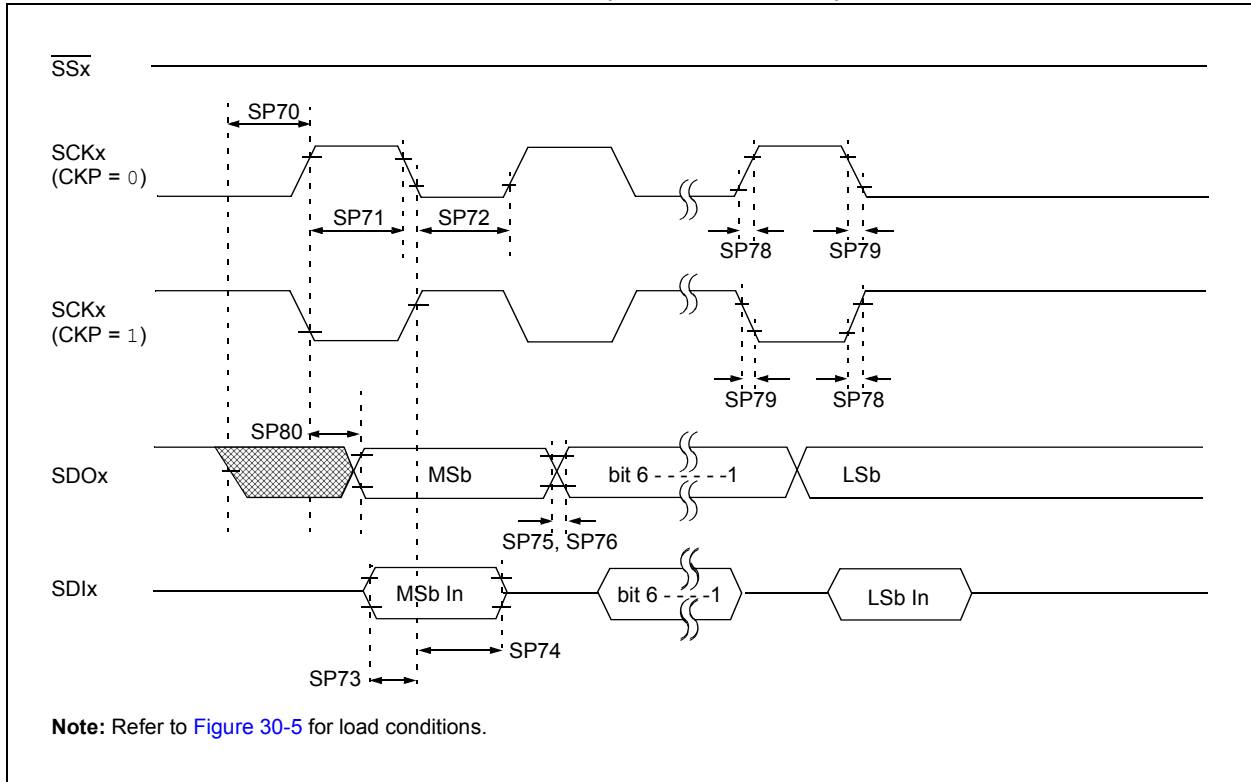 SSx
SP70
SCKx
(CKP = 0)
SP71
SP72
SP78
SP79
SCKx
(CKP = 1)
SP79
SP78
SP80
SDOx
MSb
bit 6 - - - - - -1
LSb
SP75, SP76
SDIx
MSb In
bit 6 - - - - -1
LSb In
SP74
SP73
Note: Refer to Figure 30-5 for load conditions.